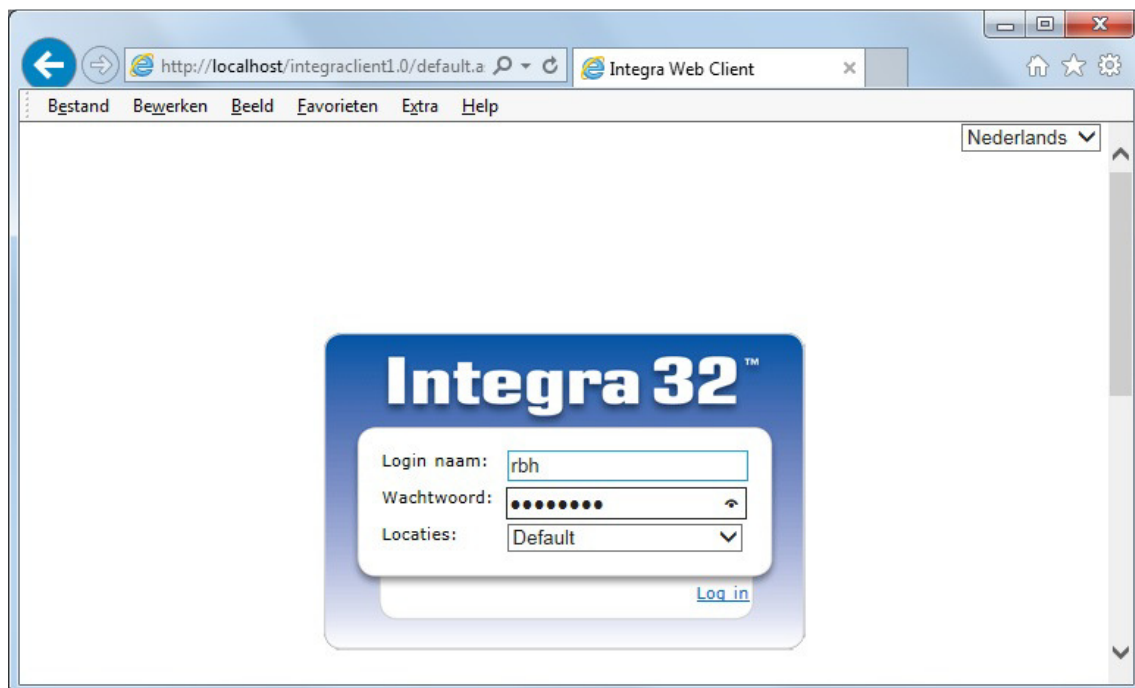 http://localhost/integraclient1.0/default.a
Integra Web Client
Bestand Bewerken Beeld Favorieten Extra Help
Nederlands
Integra 32™
Login naam: rbh
Wachtwoord: ••••••••
Locaties: Default
Log in